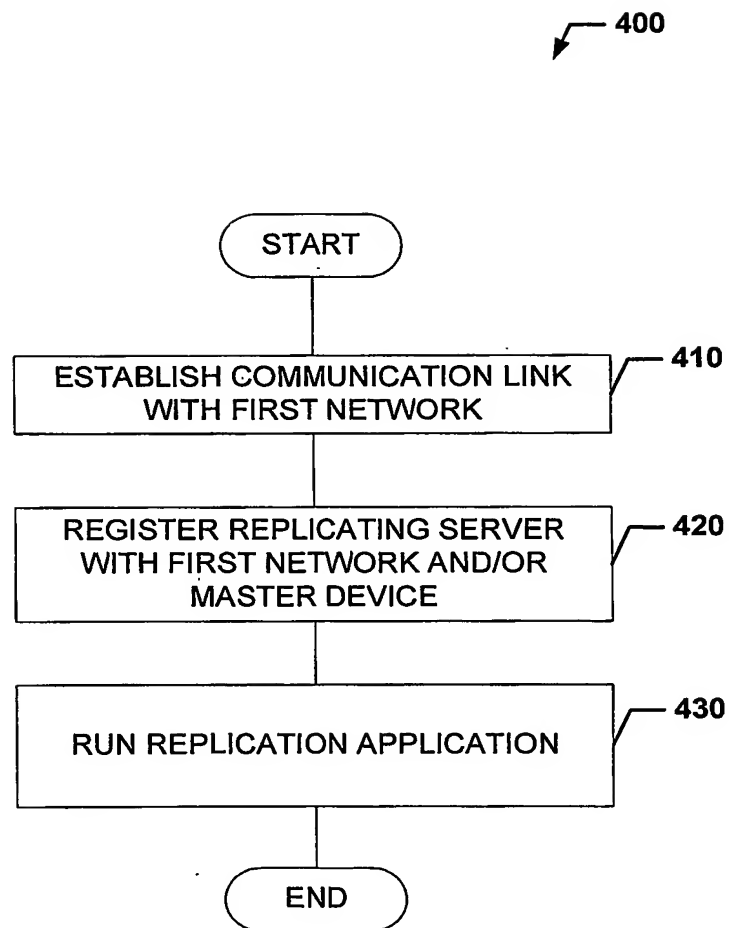 400
START
ESTABLISH COMMUNICATION LINK
WITH FIRST NETWORK
410
REGISTER REPLICATING SERVER
WITH FIRST NETWORK AND/OR
MASTER DEVICE
420
RUN REPLICATION APPLICATION
430
END